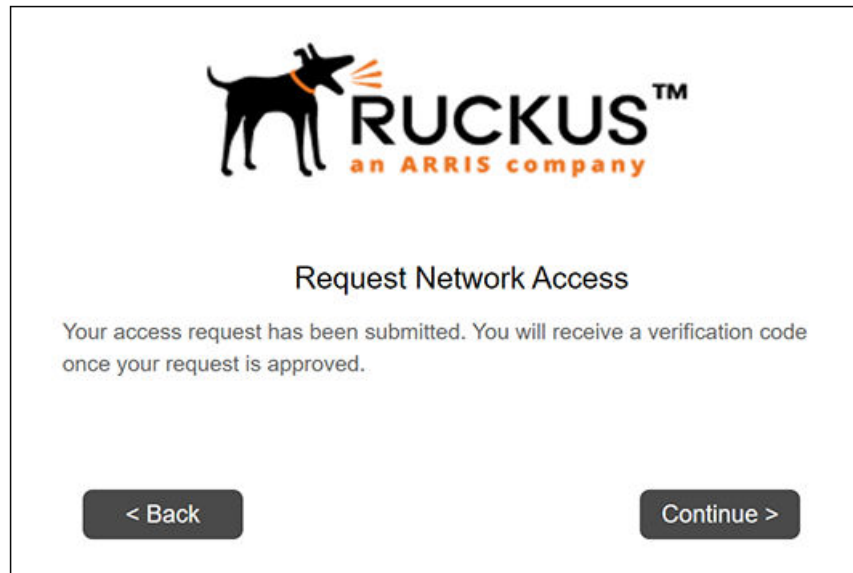 RUCKUS™
an ARRIS company
Request Network Access
Your access request has been submitted. You will receive a verification code
once your request is approved.
< Back
Continue >